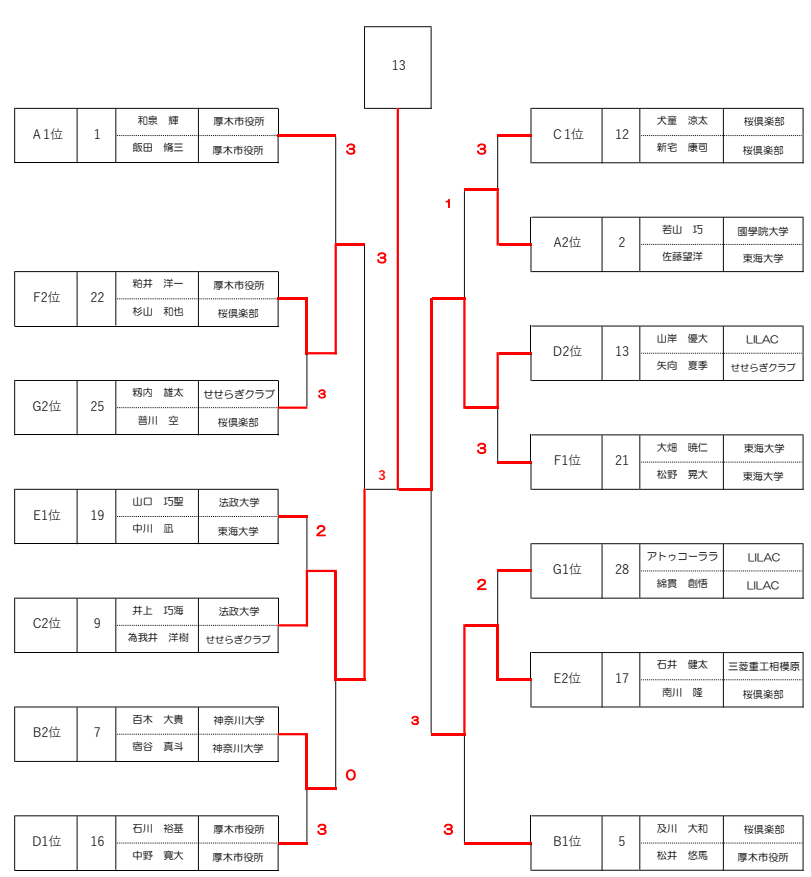 13
A 1位 1 和泉 輝 厚木市役所
飯田 脩三 厚木市役所
3
F2位 22 粕井 洋一 厚木市役所
杉山 和也 桜倶楽部
3
G2位 25 籾内 雄太 せせらぎクラブ
普川 空 桜倶楽部
3
E1位 19 山口 巧聖 法政大学
中川 凪 東海大学
2
C2位 9 井上 巧海 法政大学
為我井 洋樹 せせらぎクラブ
3
B2位 7 百木 大貴 神奈川大学
宿谷 真斗 神奈川大学
0
D1位 16 石川 裕基 厚木市役所
中野 寛大 厚木市役所
3
C 1位 12 犬童 涼太 桜倶楽部
新宅 康司 桜倶楽部
3
1
A2位 2 若山 巧 國學院大学
佐藤望洋 東海大学
D2位 13 山岸 優大 LILAC
矢向 夏季 せせらぎクラブ
F1位 21 大畑 暁仁 東海大学
松野 晃大 東海大学
3
G1位 28 アトゥコーララ LILAC
綿貫 創悟 LILAC
2
E2位 17 石井 健太 三菱重工相模原
南川 隆 桜倶楽部
3
B1位 5 及川 大和 桜倶楽部
松井 悠馬 厚木市役所
3